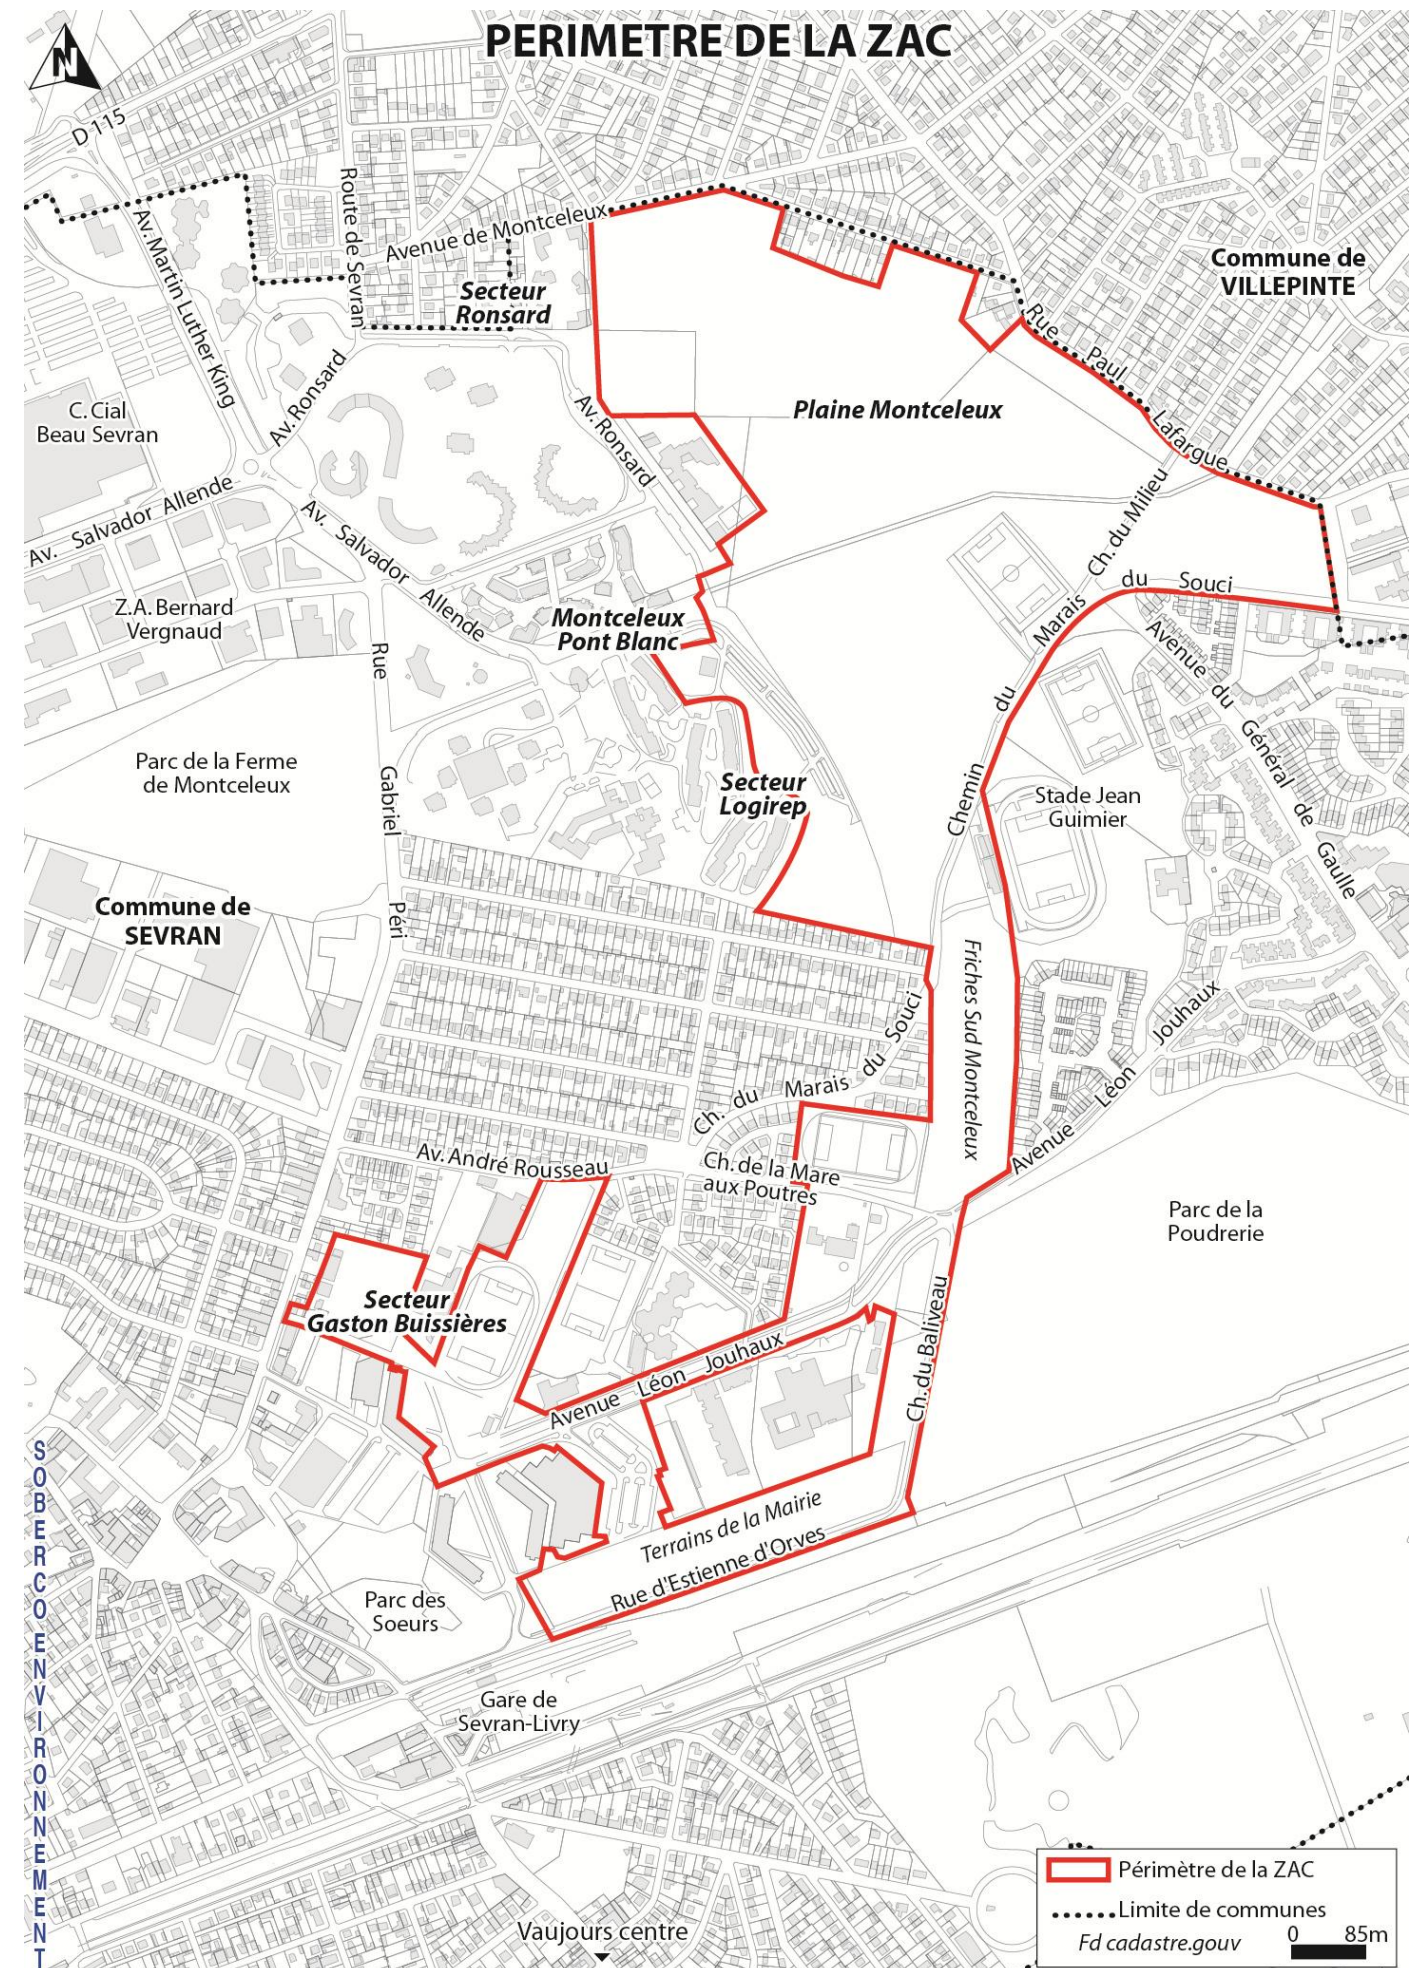 PERIMETRE DE LA ZAC
N
D 115
Route de Sevran
Av. Martin Luther King
Avenue de Montceleux
Secteur
Ronsard
Commune de
VILLEPINTE
Rue Paul Lafargue
Av. Ronsard
Av. Ronsard
C. Cial
Beau Sevran
Plaine Montceleux
Av. Salvador Allende
Av. Salvador Allende
Ch. du Milieu
Z.A. Bernard
Vergnaud
Montceleux
Pont Blanc
Chemin du Marais du Souci
Avenue du Général de Gaulle
Rue Gabriel Péri
Parc de la Ferme
de Montceleux
Secteur
Logirep
Stade Jean
Guimier
Commune de
SEVRAN
Friches Sud Montceleux
Ch. du Marais du Souci
Avenue Léon Jouhaux
Av. André Rousseau
Ch. de la Mare
aux Poutres
Parc de la
Poudrerie
Secteur
Gaston Buissières
Avenue Léon Jouhaux
Ch. du Baliveau
Terrains de la Mairie
Rue d'Estienne d'Orves
Parc des
Soeurs
Gare de
Sevran-Livry
Vaujours centre
SOBERCO ENVIRONNEMENT
Périmètre de la ZAC
Limite de communes
Fd cadastre.gouv
0 85m